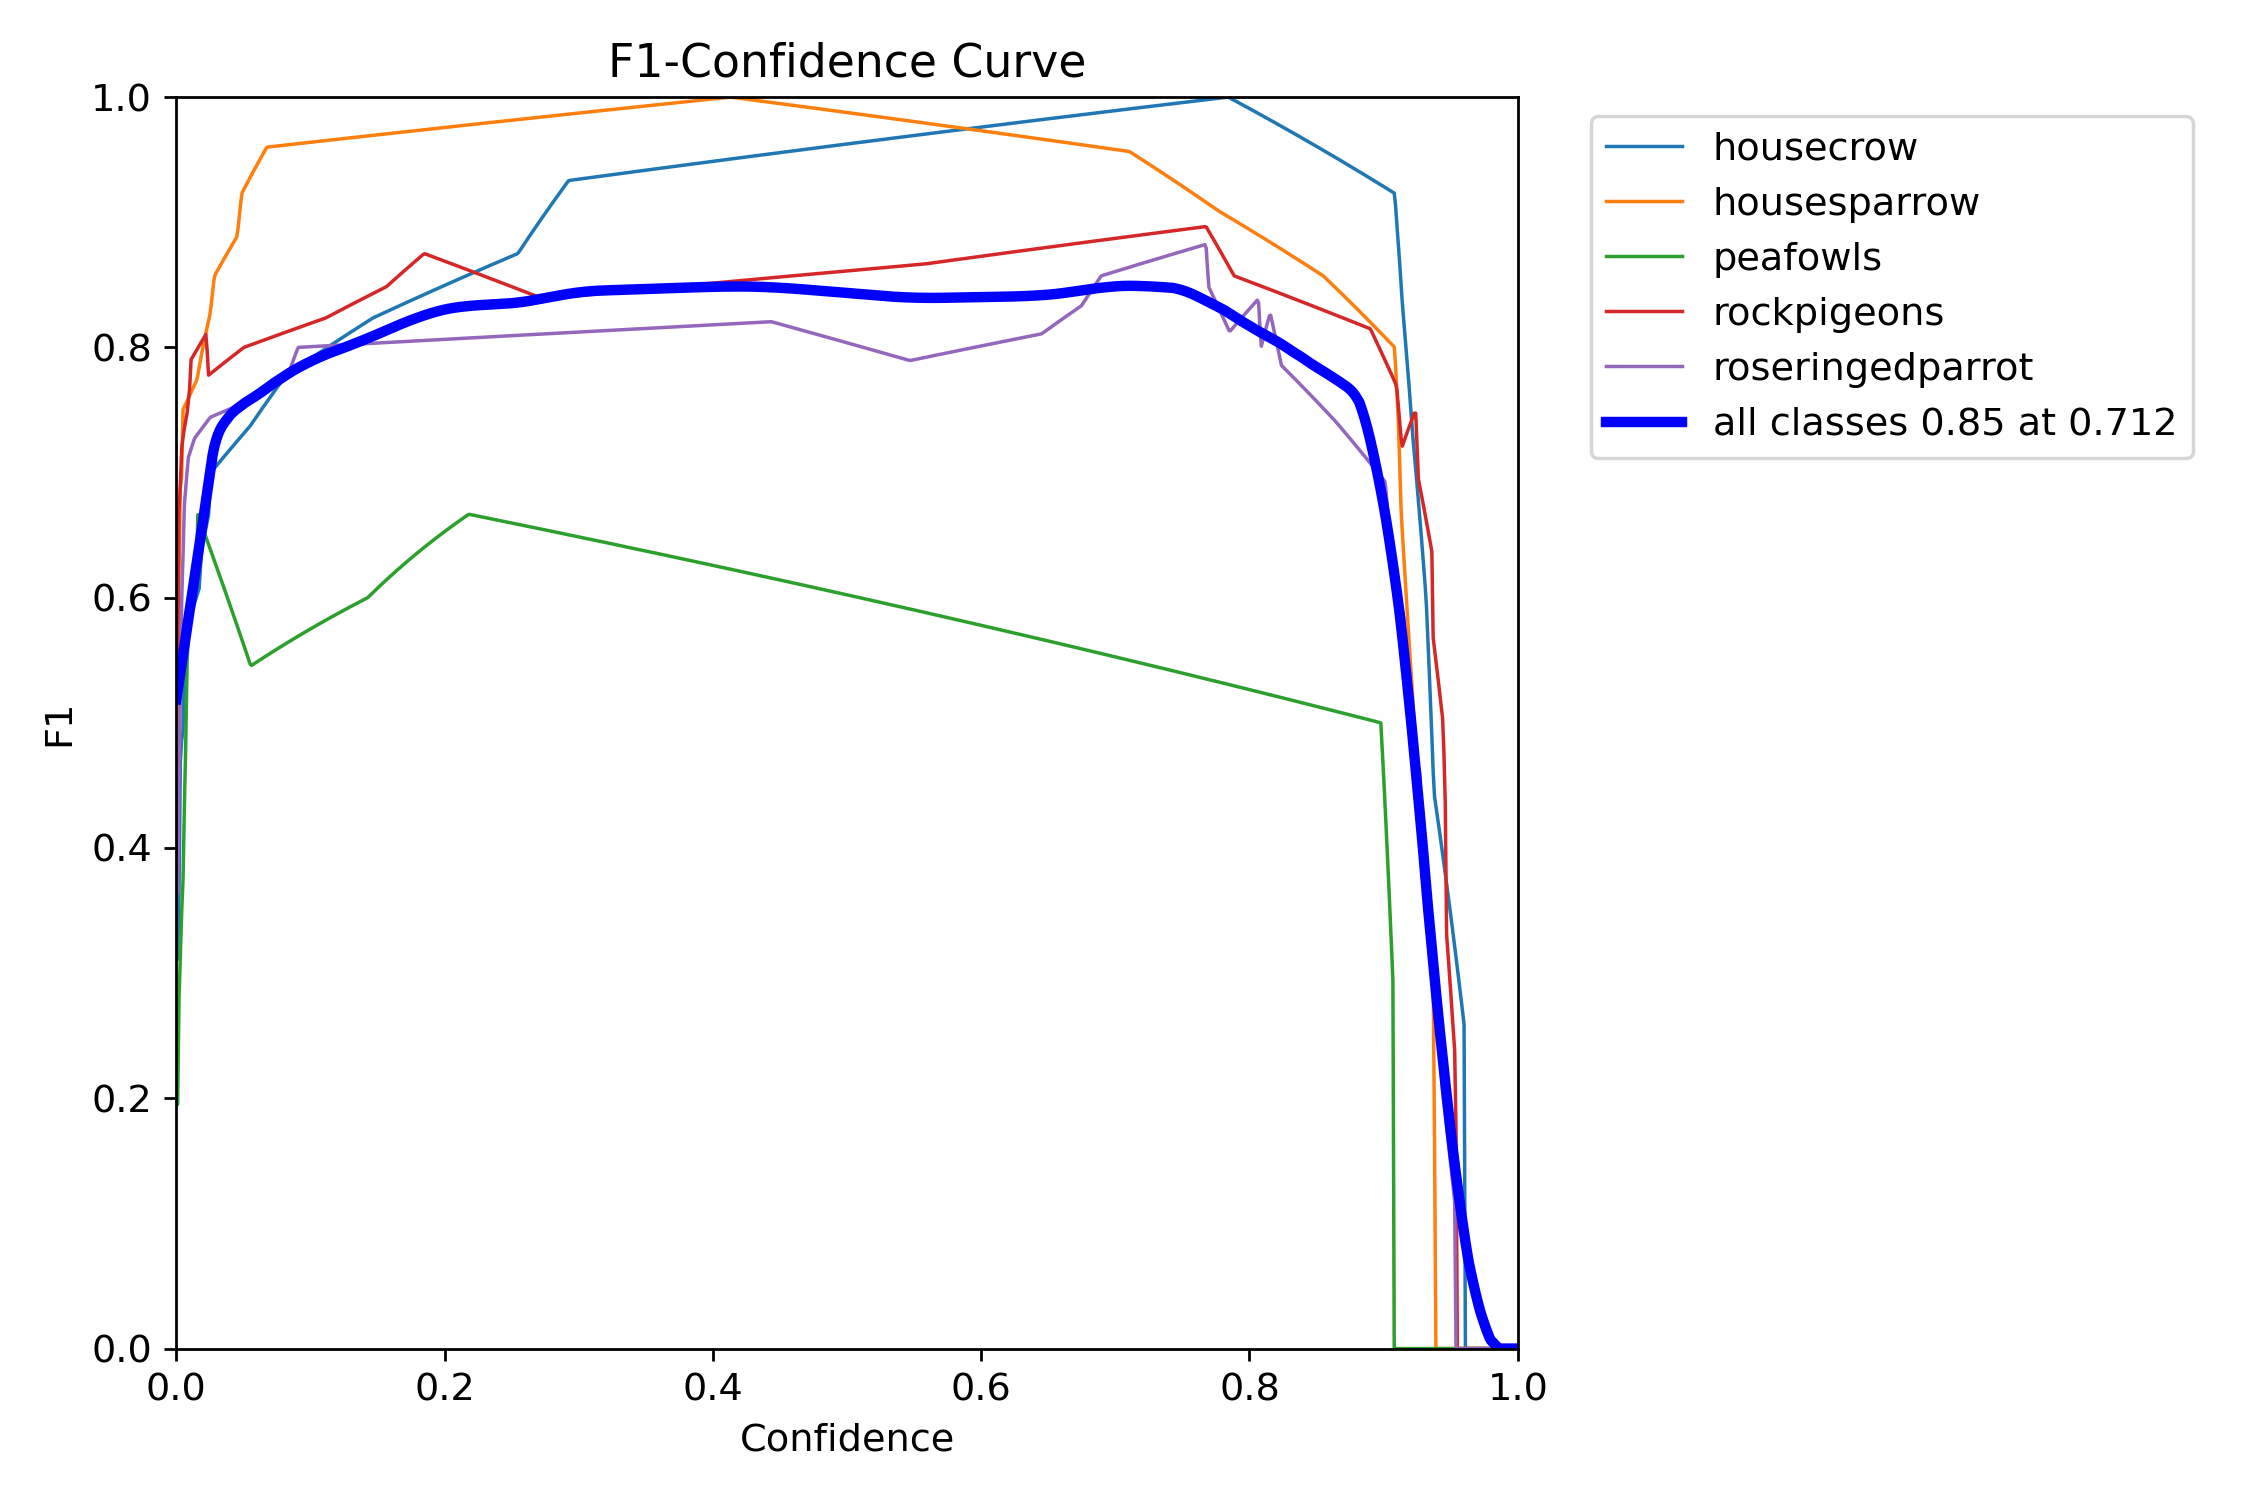 F1-Confidence Curve
1.0
0.8
0.6
0.4
0.2
0.0
F1
0.0 0.2 0.4 0.6 0.8 1.0
Confidence
housecrow
housesparrow
peafowls
rockpigeons
roseringedparrot
all classes 0.85 at 0.712